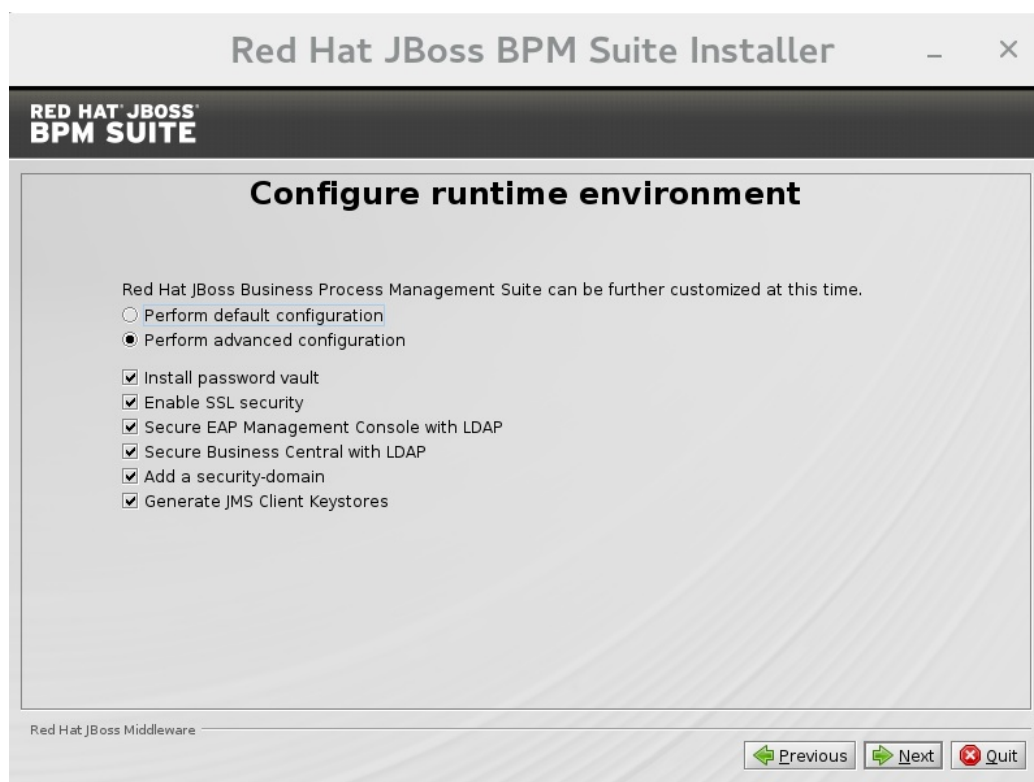 Red Hat JBoss BPM Suite Installer
RED HAT JBOSS
BPM SUITE
Configure runtime environment
Red Hat JBoss Business Process Management Suite can be further customized at this time.
Perform default configuration
Perform advanced configuration
Install password vault
Enable SSL security
Secure EAP Management Console with LDAP
Secure Business Central with LDAP
Add a security-domain
Generate JMS Client Keystores
Red Hat JBoss Middleware
Previous Next Quit